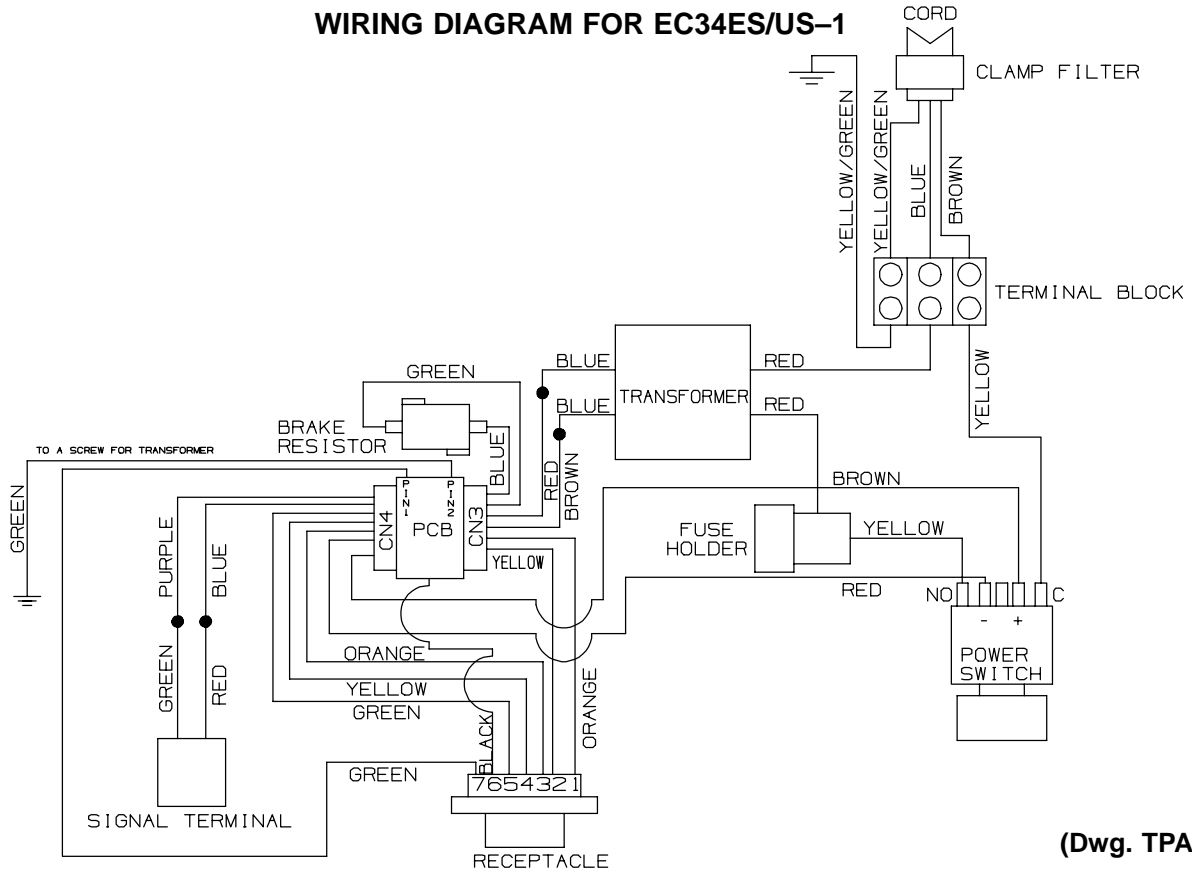 WIRING DIAGRAM FOR EC34ES/US–1
CORD
CLAMP FILTER
YELLOW/GREEN
YELLOW/GREEN
BLUE
BROWN
TERMINAL BLOCK
BLUE
RED
TRANSFORMER
BLUE
RED
YELLOW
GREEN
BRAKE
RESISTOR
BLUE
RED
BROWN
TO A SCREW FOR TRANSFORMER
GREEN
PURPLE
BLUE
CN4
PIN1
PCB
PIN2
CN3
YELLOW
BROWN
FUSE
HOLDER
YELLOW
RED
NO
C
- +
POWER
SWITCH
GREEN
RED
ORANGE
YELLOW
GREEN
BLACK
ORANGE
GREEN
7654321
SIGNAL TERMINAL
RECEPTACLE
(Dwg. TPA